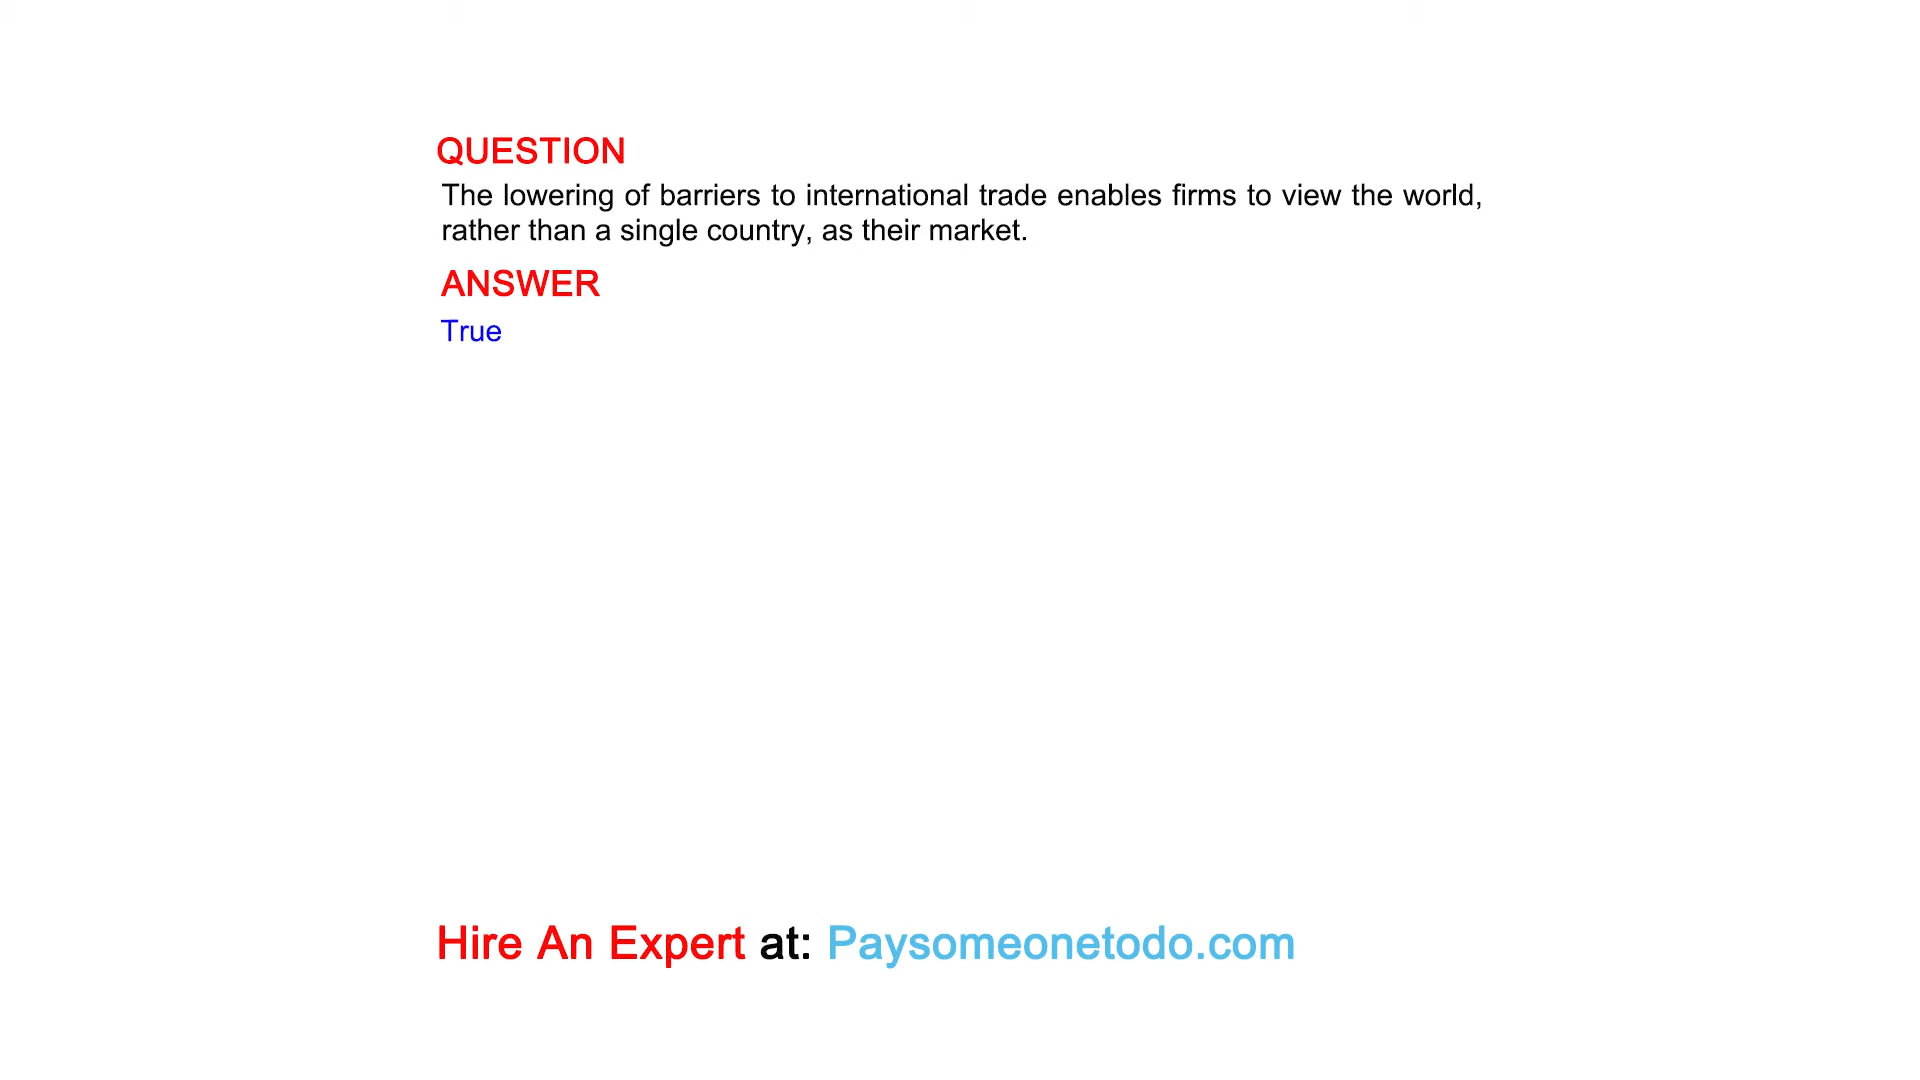 QUESTION
The lowering of barriers to international trade enables firms to view the world,
rather than a single country, as their market.
ANSWER
True
Hire An Expert at: Paysomeonetodo.com